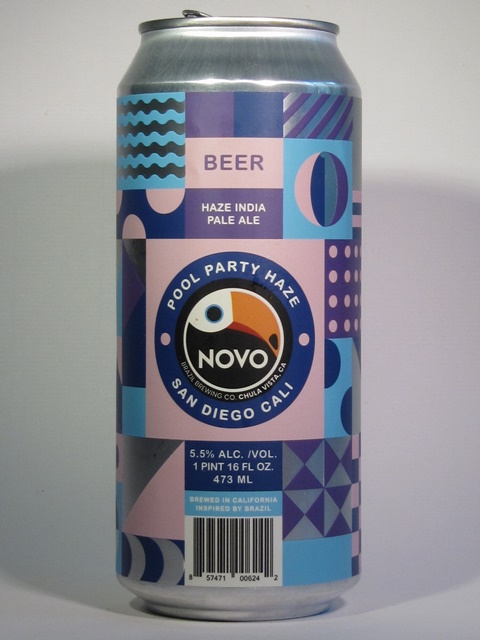 BEER
HAZE INDIA
PALE ALE
POOL PARTY HAZE
NOVO
BRAZIL BREWING CO. CHULA VISTA, CA
SAN DIEGO CALI
5.5% ALC. /VOL.
1 PINT 16 FL OZ.
473 ML
BREWED IN CALIFORNIA
INSPIRED BY BRAZIL
8 57471 00624 2